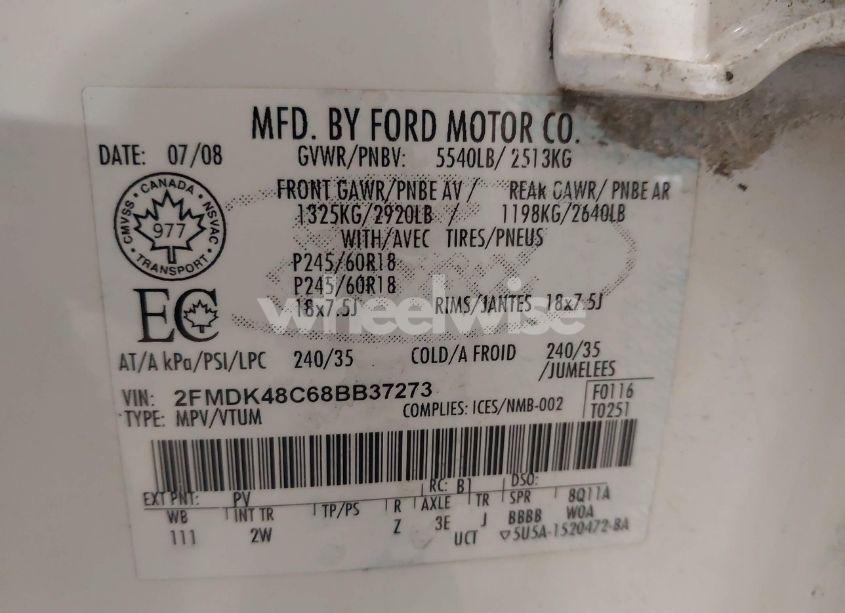 MFD. BY FORD MOTOR CO.
DATE: 07/08 GVWR/PNBV: 5540LB/ 2513KG
FRONT GAWR/PNBE AV / REAR GAWR/ PNBE AR
1325KG/2920LB / 1198KG/2640LB
WITH/AVEC TIRES/PNEUS
CANADA
CMVSS 977 NSVAC
TRANSPORT
P245/60R18
P245/60R18
EC 18x7.5J RIMS/JANTES 18x7.5J
wheelwise
AT/A kPa/PSI/LPC 240/35 COLD/A FROID 240/35
/JUMELEES
VIN: 2FMDK48C68BB37273 F0116
TYPE: MPV/VTUM COMPLIES: ICES/NMB-002 T0251
RC: B1 DSO:
EXT PNT: PV 8Q11A
WB INT TR TP/PS R AXLE TR SPR W0A
111 2W Z 3E J BBBB
UCT 5U5A-1520472-BA